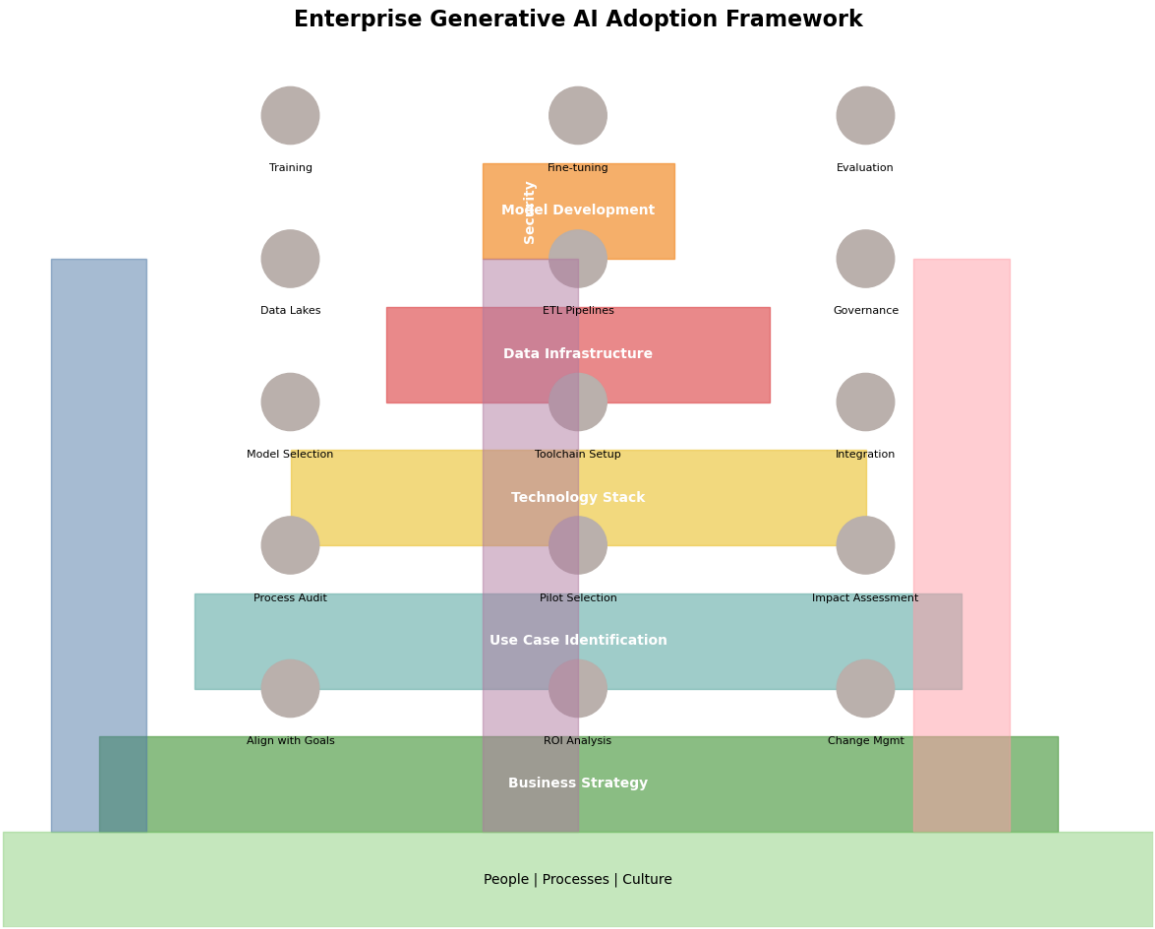 Enterprise Generative AI Adoption Framework
Training
Fine-tuning
Evaluation
Security
Model Development
Data Lakes
ETL Pipelines
Governance
Data Infrastructure
Model Selection
Toolchain Setup
Integration
Technology Stack
Process Audit
Pilot Selection
Impact Assessment
Use Case Identification
Align with Goals
ROI Analysis
Change Mgmt
Business Strategy
People | Processes | Culture